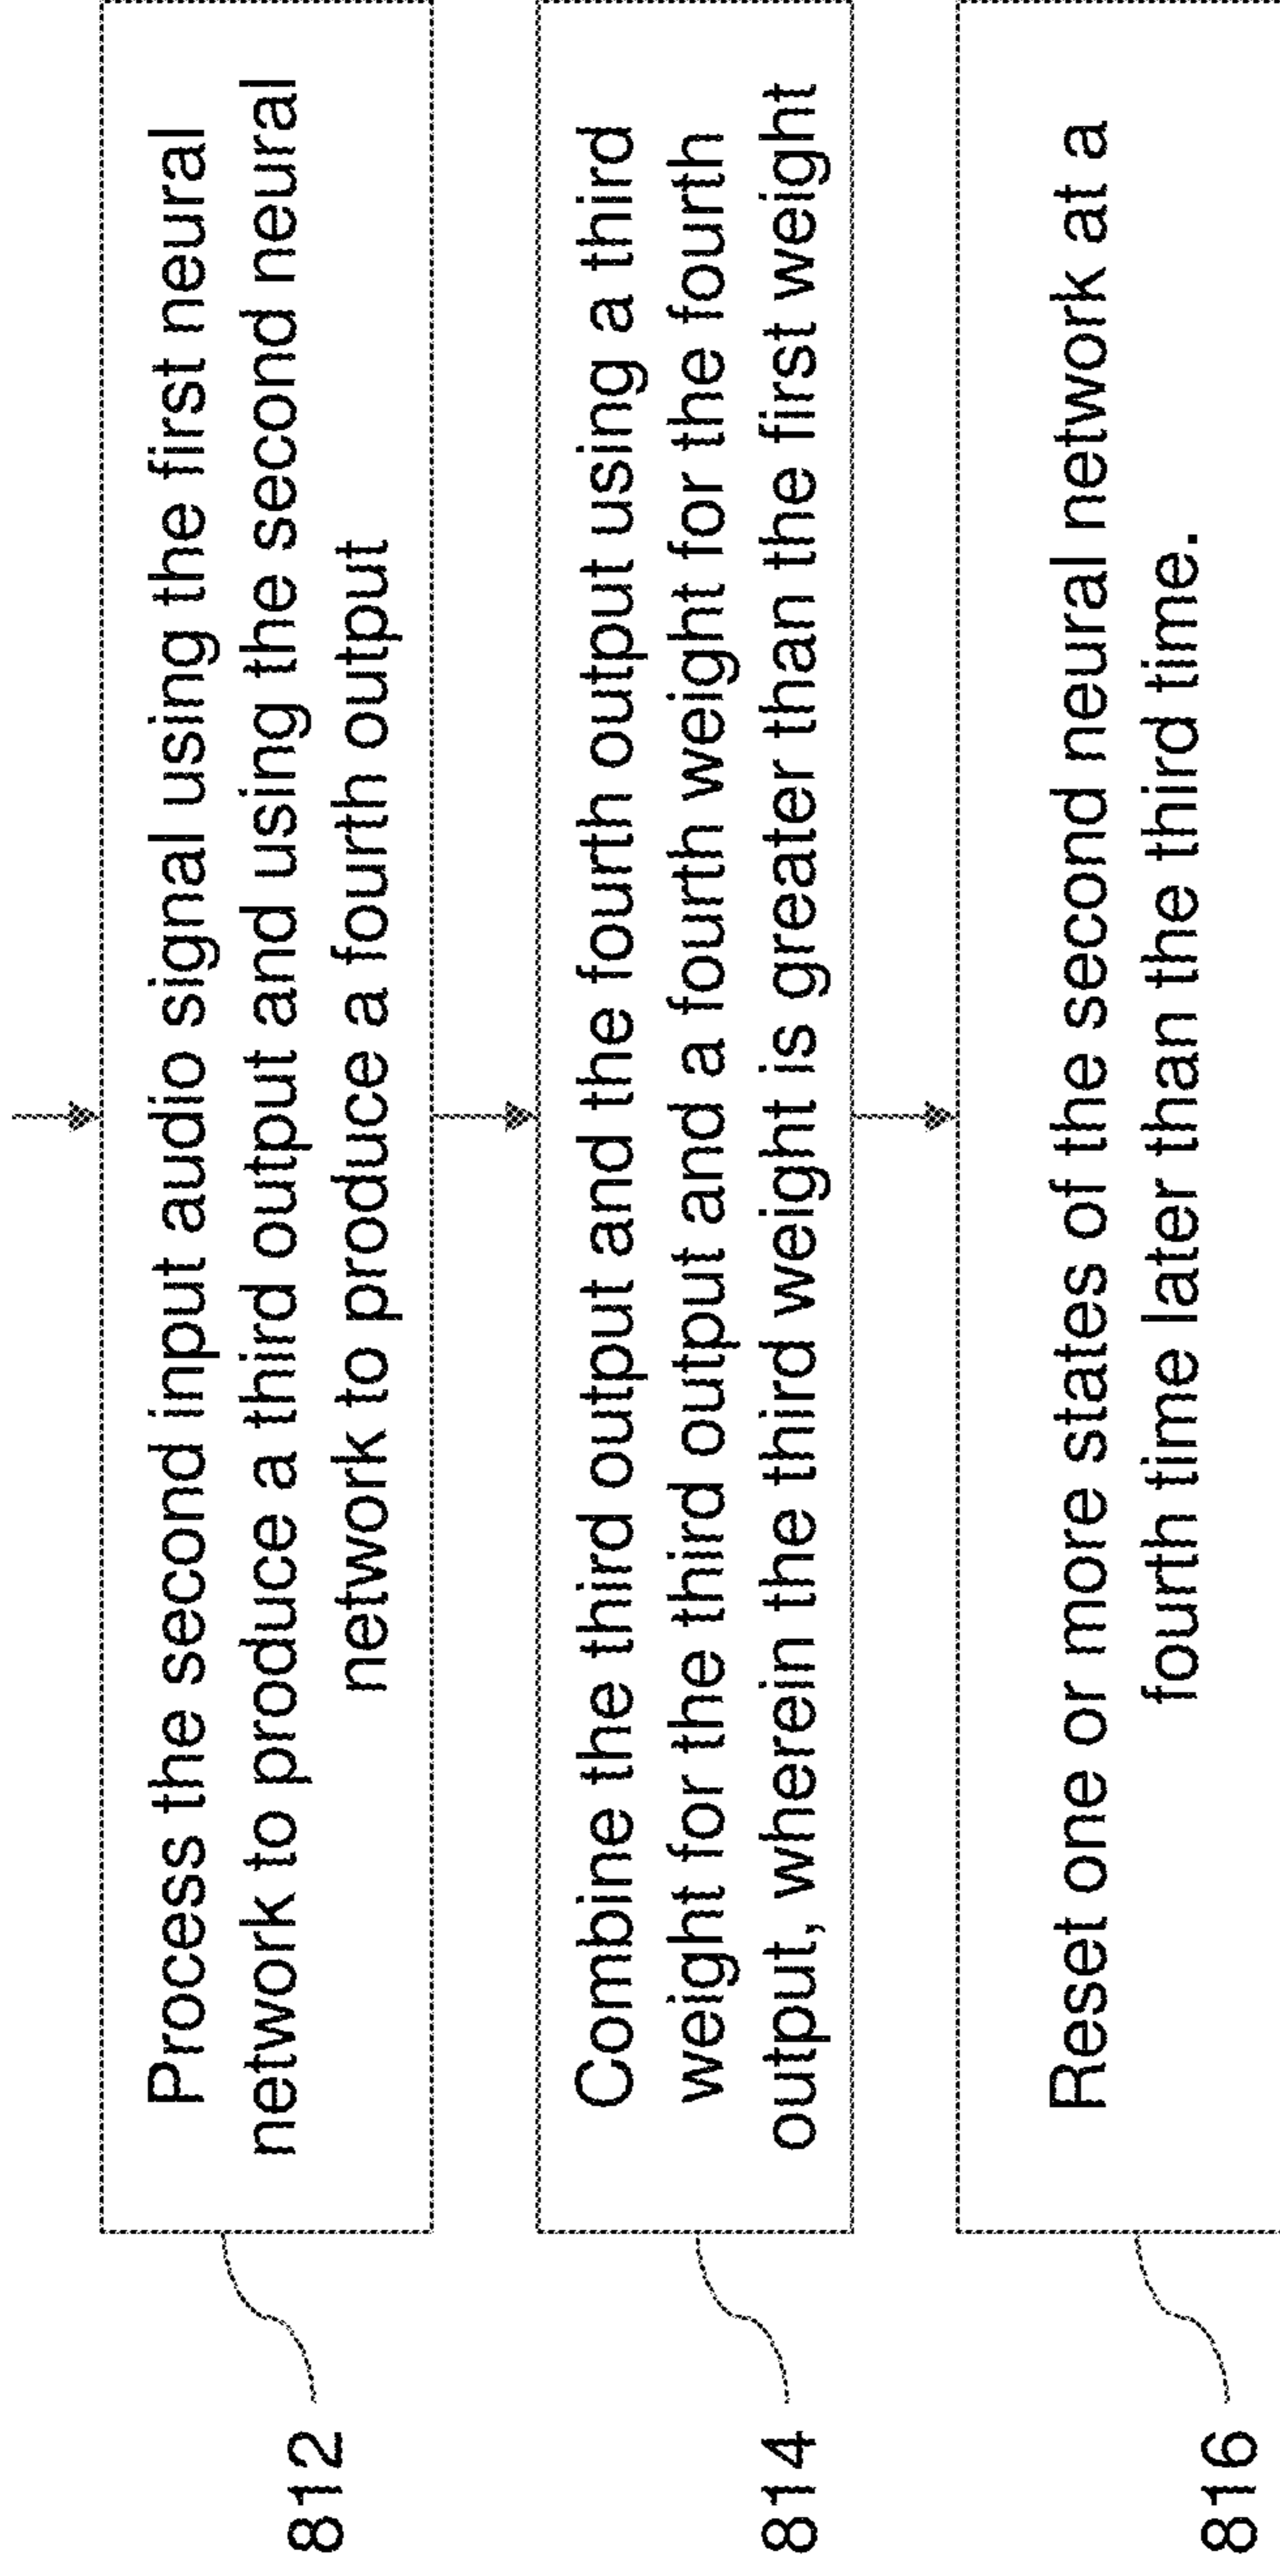 812
Process the second input audio signal using the first neural
network to produce a third output and using the second neural
network to produce a fourth output
814
Combine the third output and the fourth output using a third
weight for the third output and a fourth weight for the fourth
output, wherein the third weight is greater than the first weight
816
Reset one or more states of the second neural network at a
fourth time later than the third time.